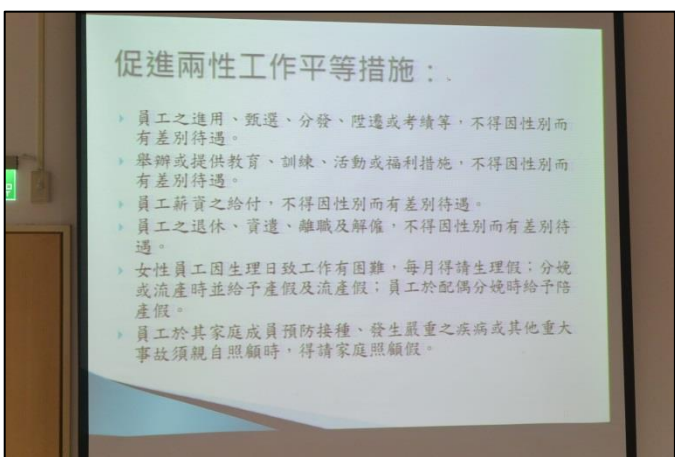 促進兩性工作平等措施：
員工之進用、甄選、分發、陞遷或考績等，不得因性別而
有差別待遇。
舉辦或提供教育、訓練、活動或福利措施，不得因性別而
有差別待遇。
員工薪資之給付，不得因性別而有差別待遇。
員工之退休、資遣、離職及解僱，不得因性別而有差別待
遇。
女性員工因生理日致工作有困難，每月得請生理假；分娩
或流產時並給予產假及流產假；員工於配偶分娩時給予陪
產假。
員工於其家庭成員預防接種、發生嚴重之疾病或其他重大
事故須親自照顧時，得請家庭照顧假。